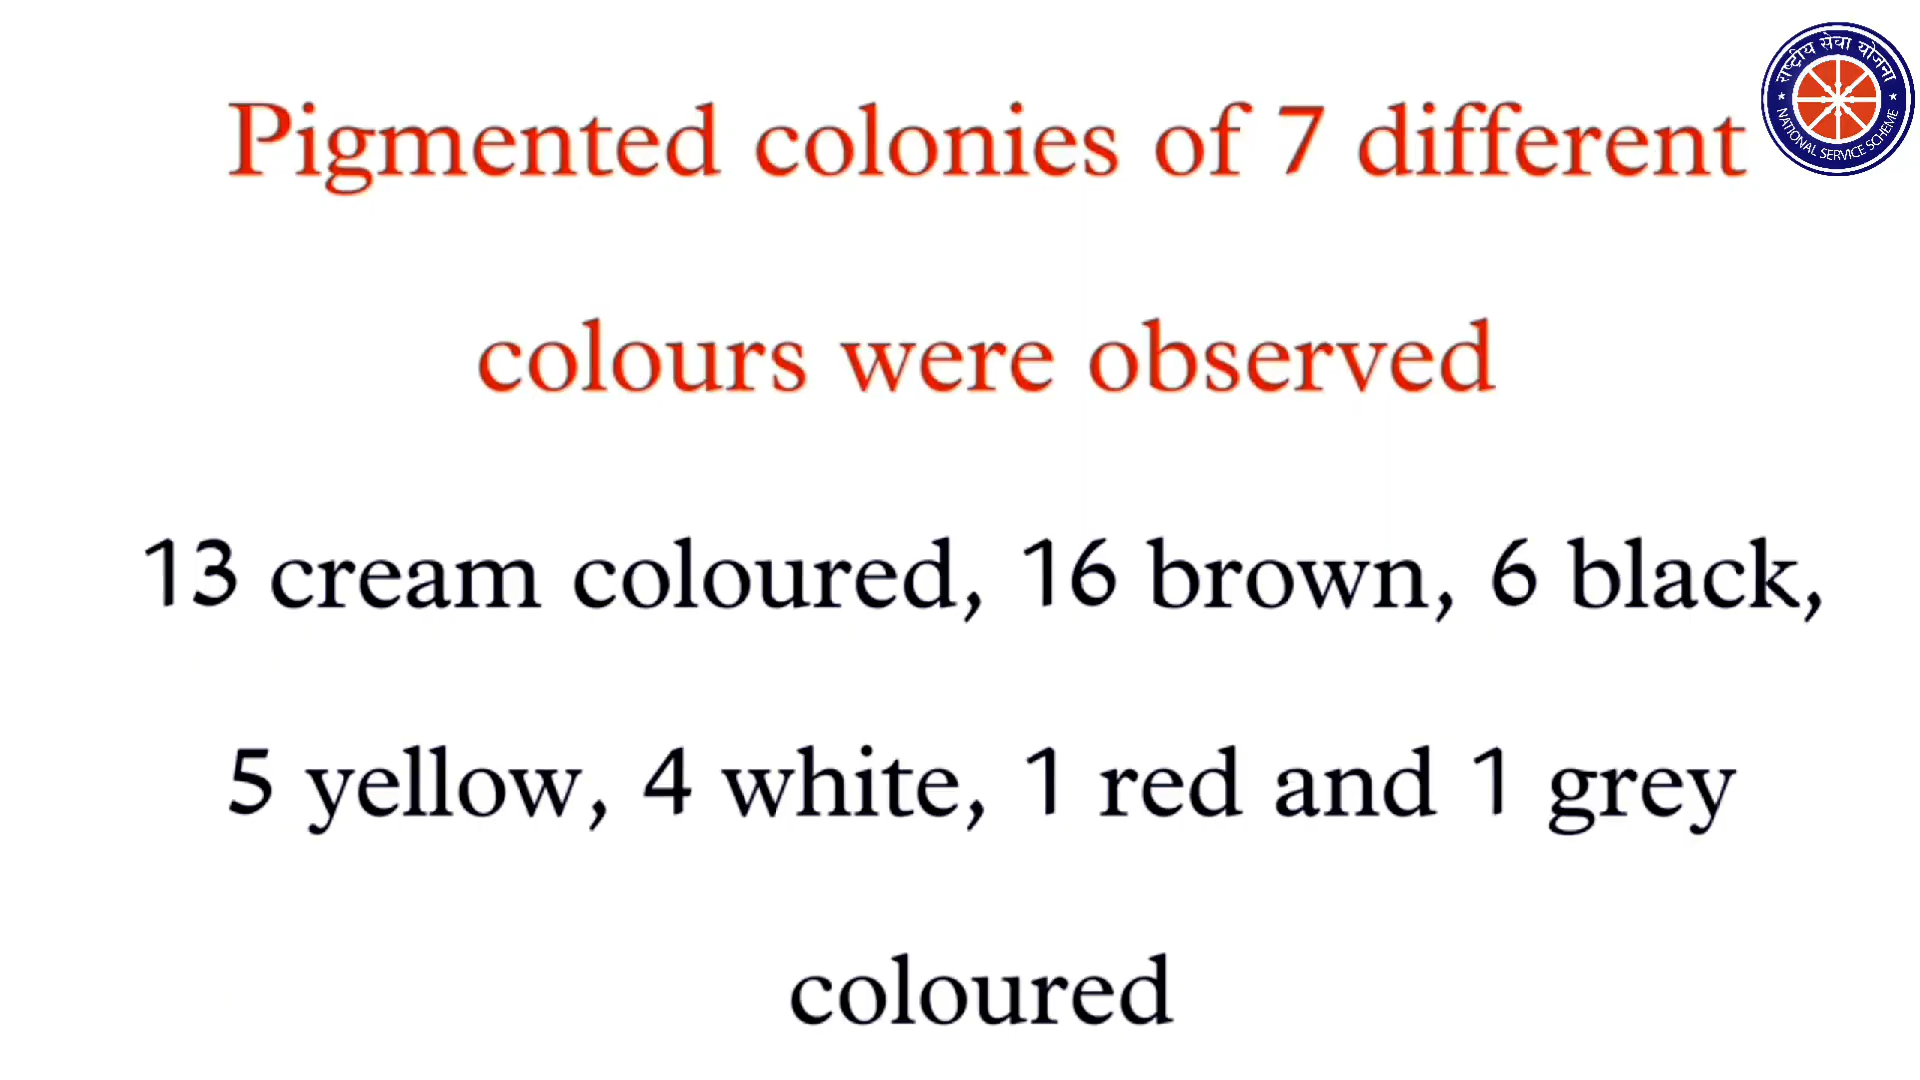 राष्ट्रीय सेवा योजना
NATIONAL SERVICE SCHEME
Pigmented colonies of 7 different
colours were observed
13 cream coloured, 16 brown, 6 black,
5 yellow, 4 white, 1 red and 1 grey
coloured